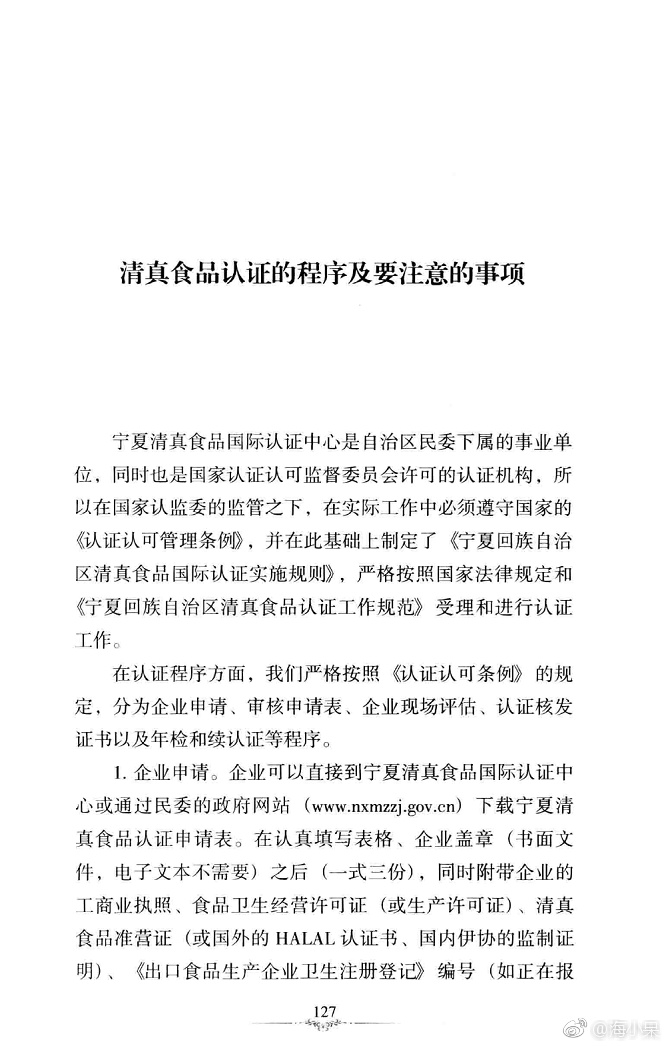 清真食品认证的程序及要注意的事项
宁夏清真食品国际认证中心是自治区民委下属的事业单
位，同时也是国家认证认可监督委员会许可的认证机构，所
以在国家认监委的监管之下，在实际工作中必须遵守国家的
《认证认可管理条例》，并在此基础上制定了《宁夏回族自治
区清真食品国际认证实施规则》，严格按照国家法律规定和
《宁夏回族自治区清真食品认证工作规范》受理和进行认证
工作。
在认证程序方面，我们严格按照《认证认可条例》的规
定，分为企业申请、审核申请表、企业现场评估、认证核发
证书以及年检和续认证等程序。
1. 企业申请。企业可以直接到宁夏清真食品国际认证中
心或通过民委的政府网站（www.nxmzzj.gov.cn）下载宁夏清
真食品认证申请表。在认真填写表格、企业盖章（书面文
件，电子文本不需要）之后（一式三份），同时附带企业的
工商业执照、食品卫生经营许可证（或生产许可证）、清真
食品准营证（或国外的 HALAL 认证书、国内伊协的监制证
明）、《出口食品生产企业卫生注册登记》编号（如正在报
127
@海小呆